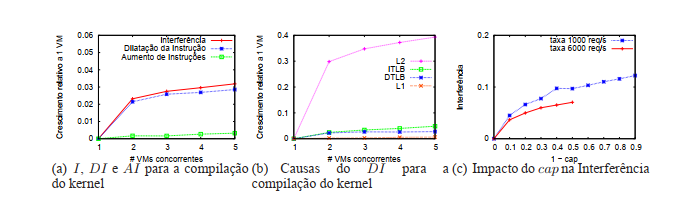 0.06
0.05
0.04
0.03
0.02
0.01
0
Crescimento relativo a 1 VM
Interferência
Dilatação da Instrução
Aumento de Instruções
1 2 3 4 5
# VMs concorrentes
0.4
0.3
0.2
0.1
0
Crescimento relativo a 1 VM
L2
ITLB
DTLB
L1
1 2 3 4 5
# VMs concorrentes
0.2
0.1
0
Interferência
taxa 1000 req/s
taxa 6000 req/s
0 0.1 0.2 0.3 0.4 0.5 0.6 0.7 0.8 0.9
1 - cap
(a) I, DI e AI para a compilação
do kernel
(b) Causas do DI para a
compilação do kernel
(c) Impacto do cap na Interferência